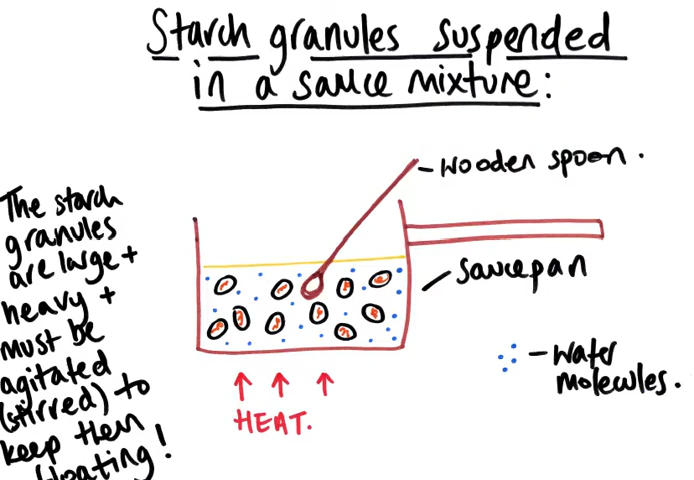 Starch granules suspended
in a sauce mixture:
The starch
granules
are large +
heavy +
must be
agitated
(stirred) to
keep them
floating!
- wooden spoon.
saucepan
- water
molecules.
HEAT.